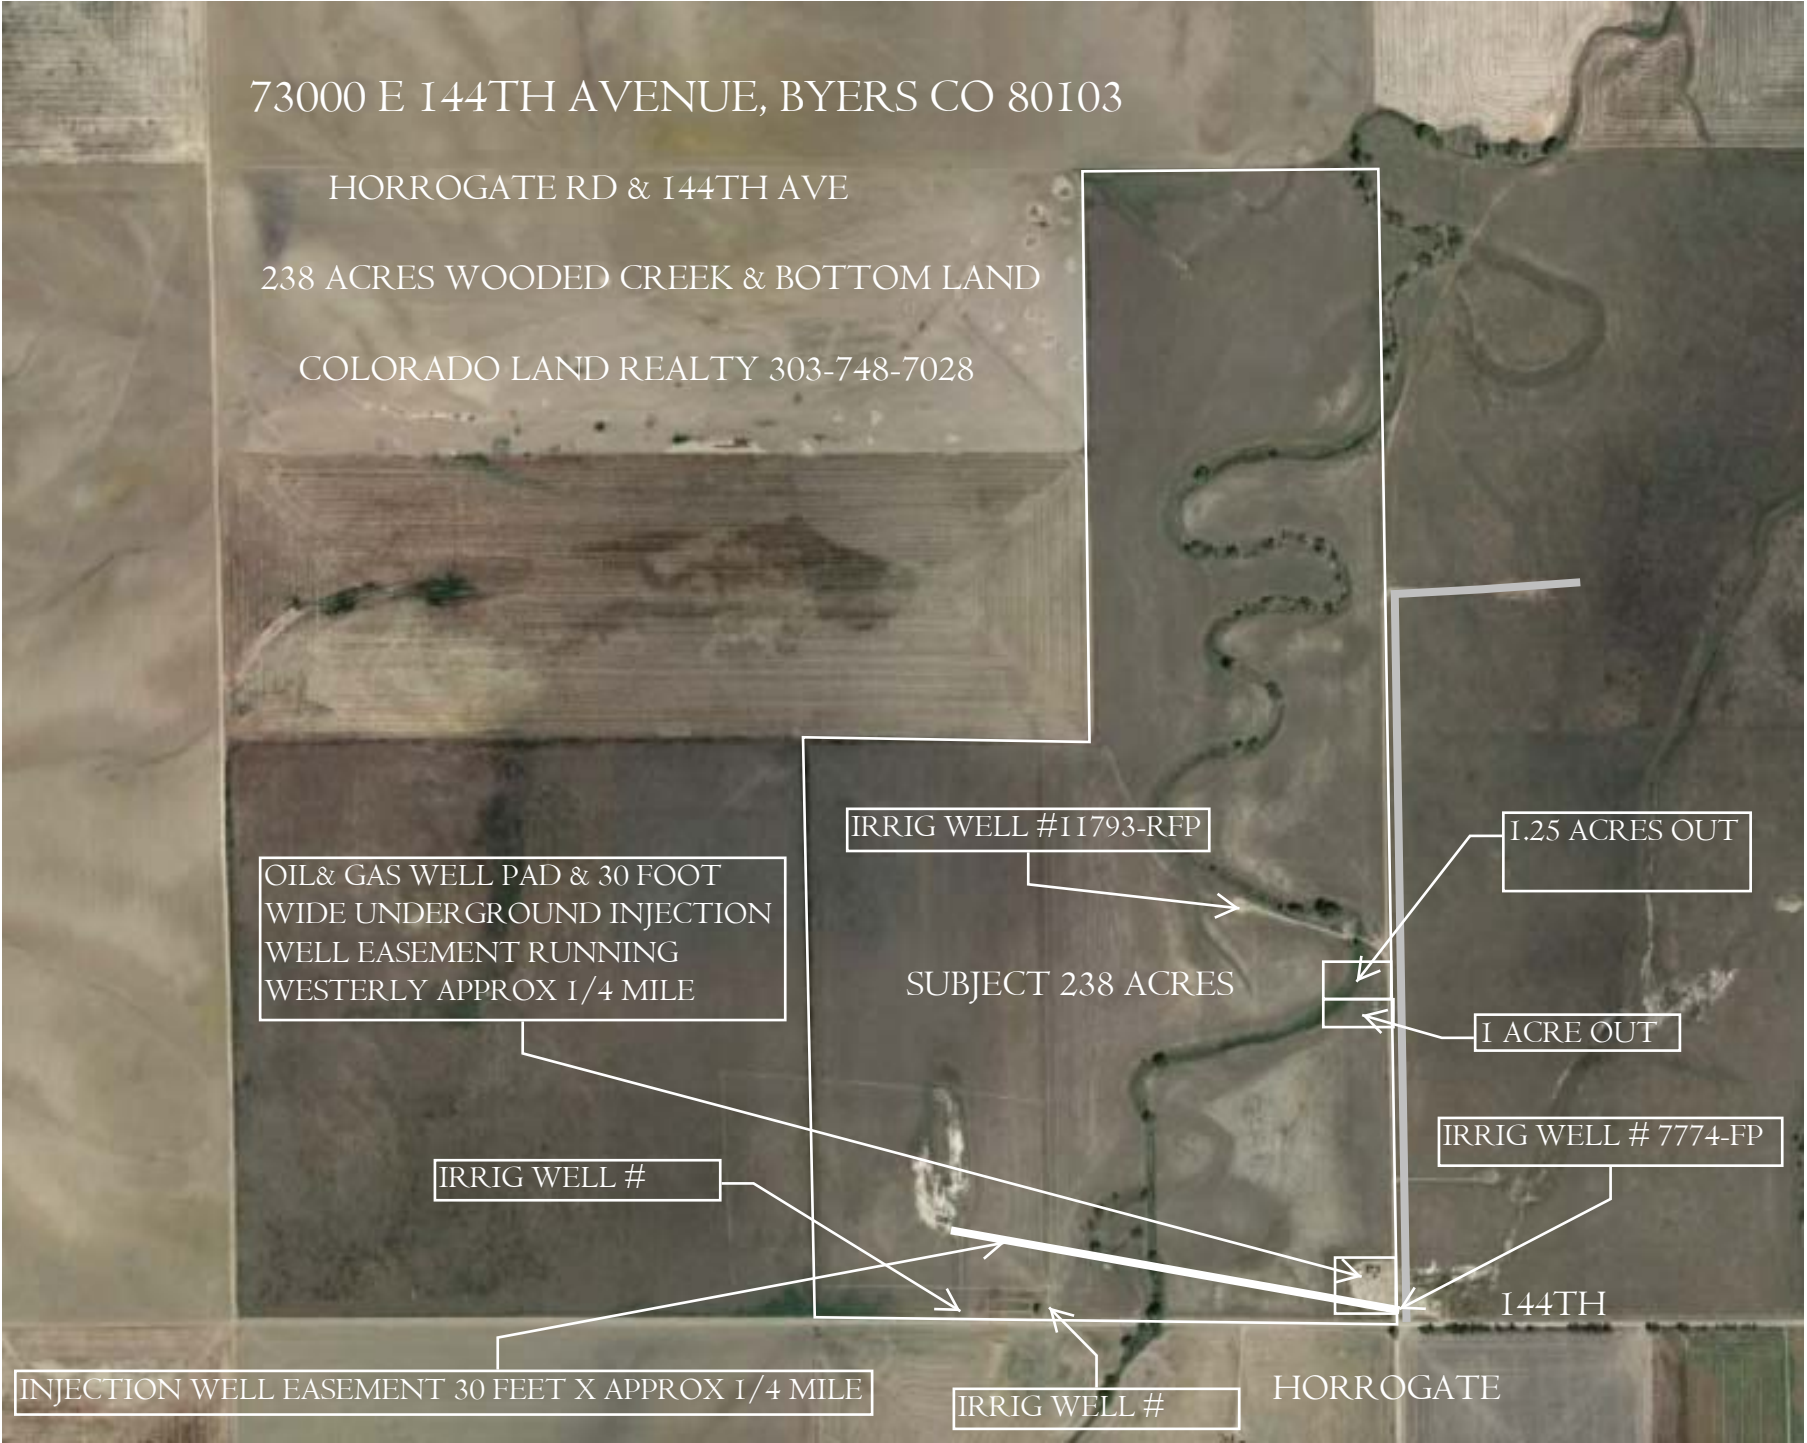 73000 E 144TH AVENUE, BYERS CO 80103
HORROGATE RD & 144TH AVE
238 ACRES WOODED CREEK & BOTTOM LAND
COLORADO LAND REALTY 303-748-7028
IRRIG WELL #11793-RFP
1.25 ACRES OUT
OIL& GAS WELL PAD & 30 FOOT
WIDE UNDERGROUND INJECTION
WELL EASEMENT RUNNING
WESTERLY APPROX 1/4 MILE
SUBJECT 238 ACRES
1 ACRE OUT
IRRIG WELL # 7774-FP
IRRIG WELL #
144TH
INJECTION WELL EASEMENT 30 FEET X APPROX 1/4 MILE
IRRIG WELL #
HORROGATE